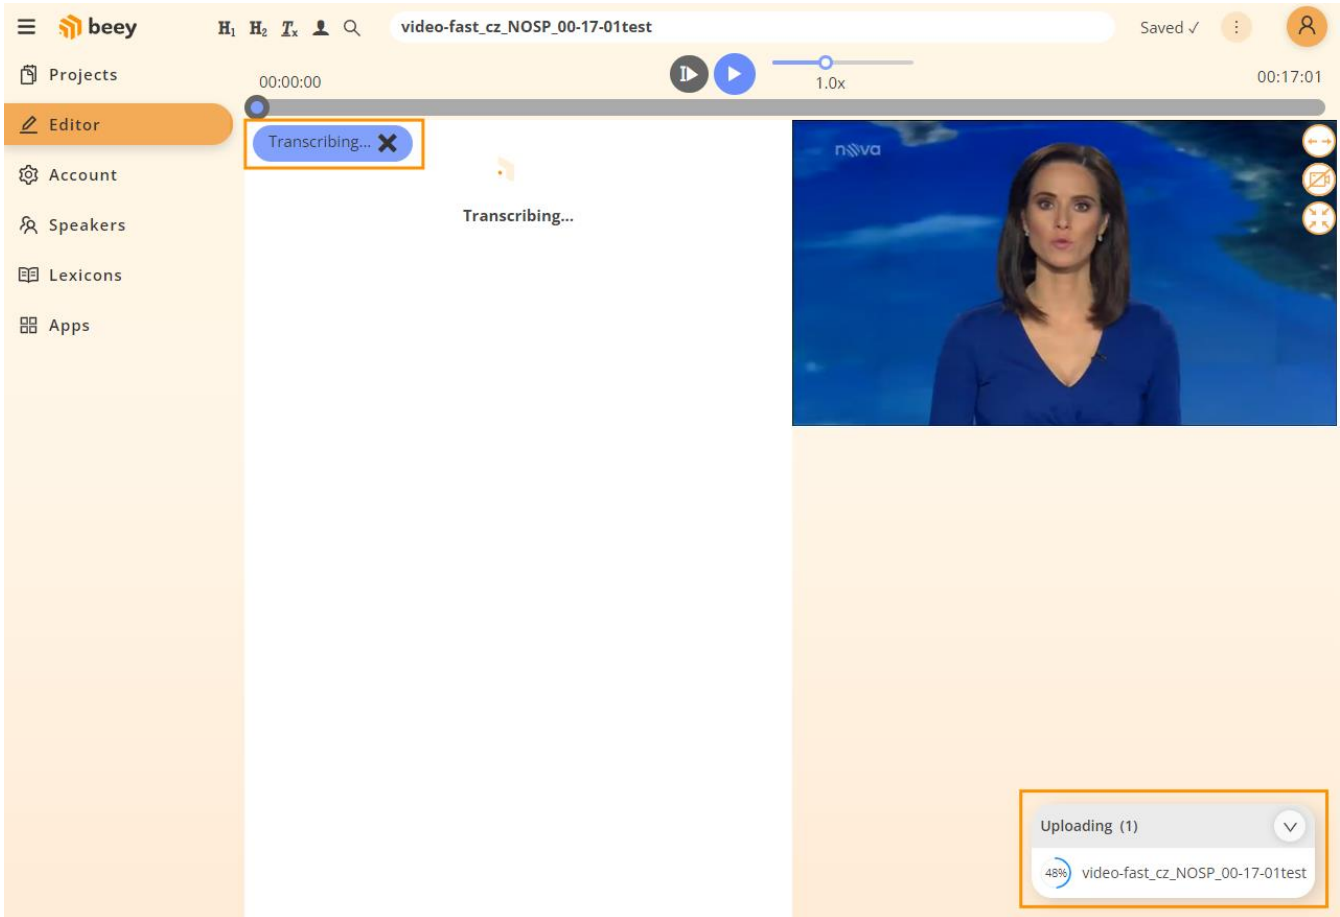 beey
H1 H2 Tx
video-fast_cz_NOSP_00-17-01test
Saved ✓
Projects
00:00:00
1.0x
00:17:01
Editor
Transcribing...
nova
Account
Transcribing...
Speakers
Lexicons
Apps
Uploading (1)
48%
video-fast_cz_NOSP_00-17-01test